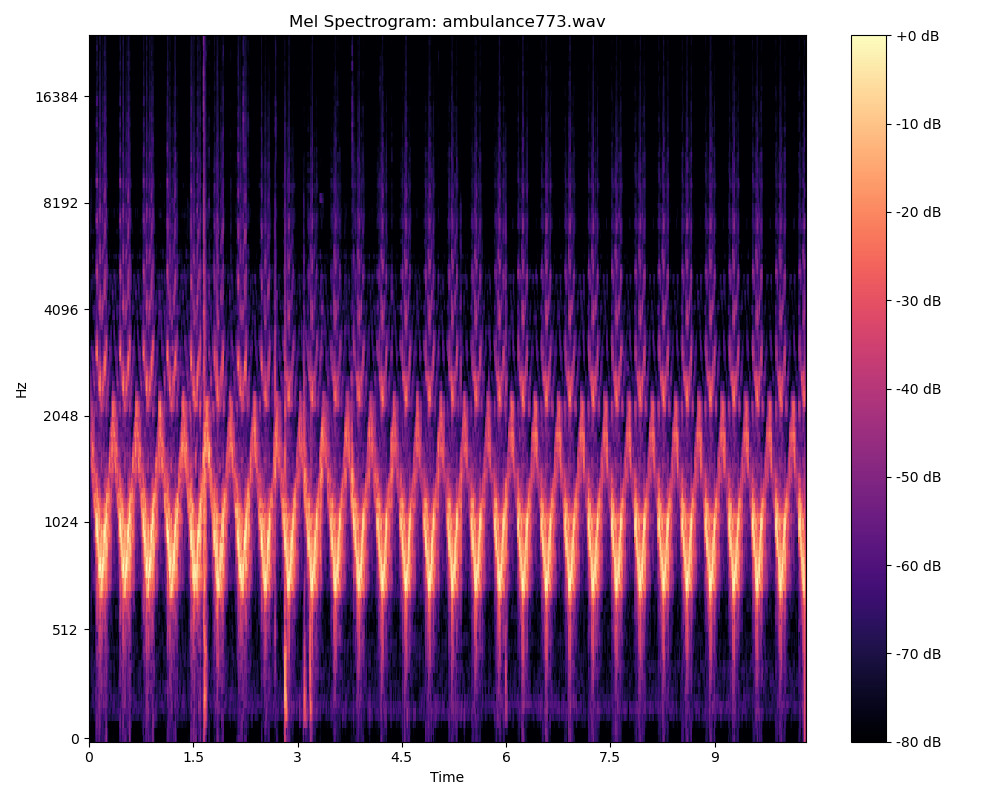 Mel Spectrogram: ambulance773.wav
+0 dB
16384
-10 dB
-20 dB
8192
-30 dB
4096
Hz
-40 dB
2048
-50 dB
1024
-60 dB
512
-70 dB
0
-80 dB
0 1.5 3 4.5 6 7.5 9
Time